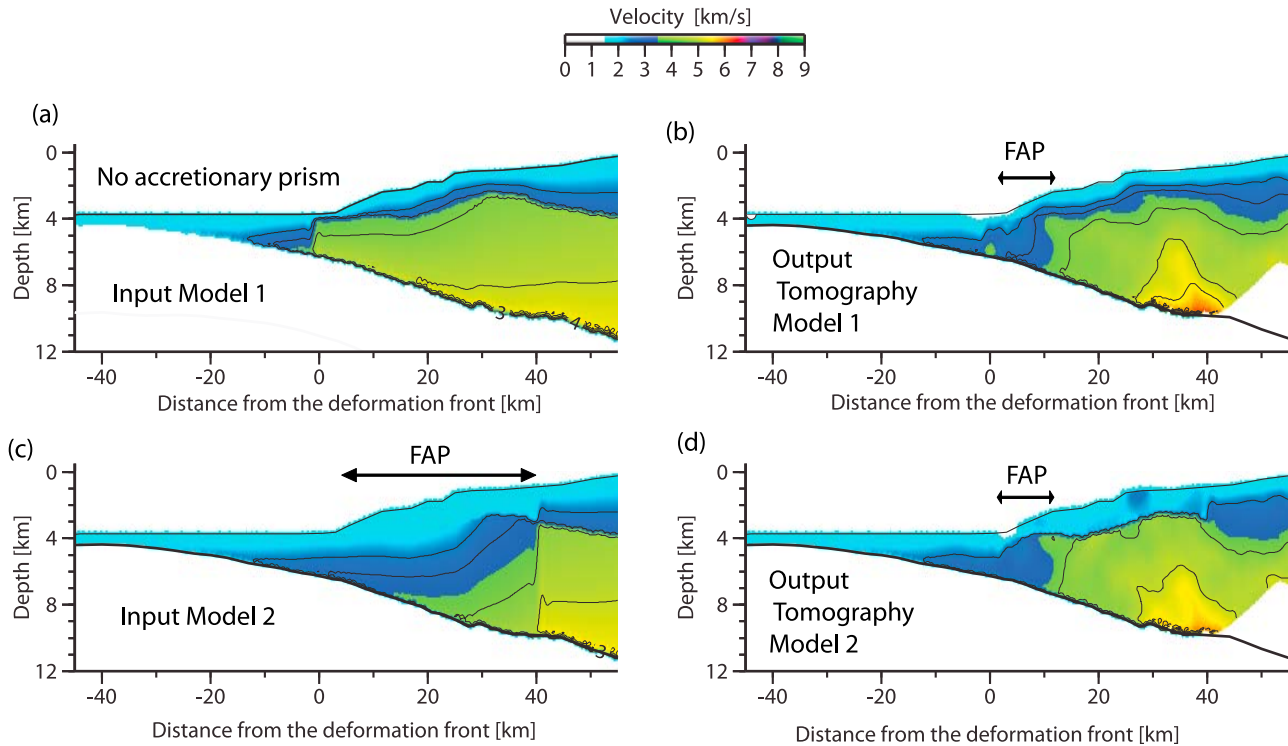 Velocity [km/s]
0 1 2 3 4 5 6 7 8 9
(a)
No accretionary prism
Input Model 1
0
4
8
12
Depth [km]
3 4
-40 -20 0 20 40
Distance from the deformation front [km]
(b)
FAP
Output
Tomography
Model 1
0
4
8
12
Depth [km]
-40 -20 0 20 40
Distance from the deformation front [km]
(c)
FAP
Input Model 2
0
4
8
12
Depth [km]
3
-40 -20 0 20 40
Distance from the deformation front [km]
(d)
FAP
Output
Tomography
Model 2
0
4
8
12
Depth [km]
-40 -20 0 20 40
Distance from the deformation front [km]